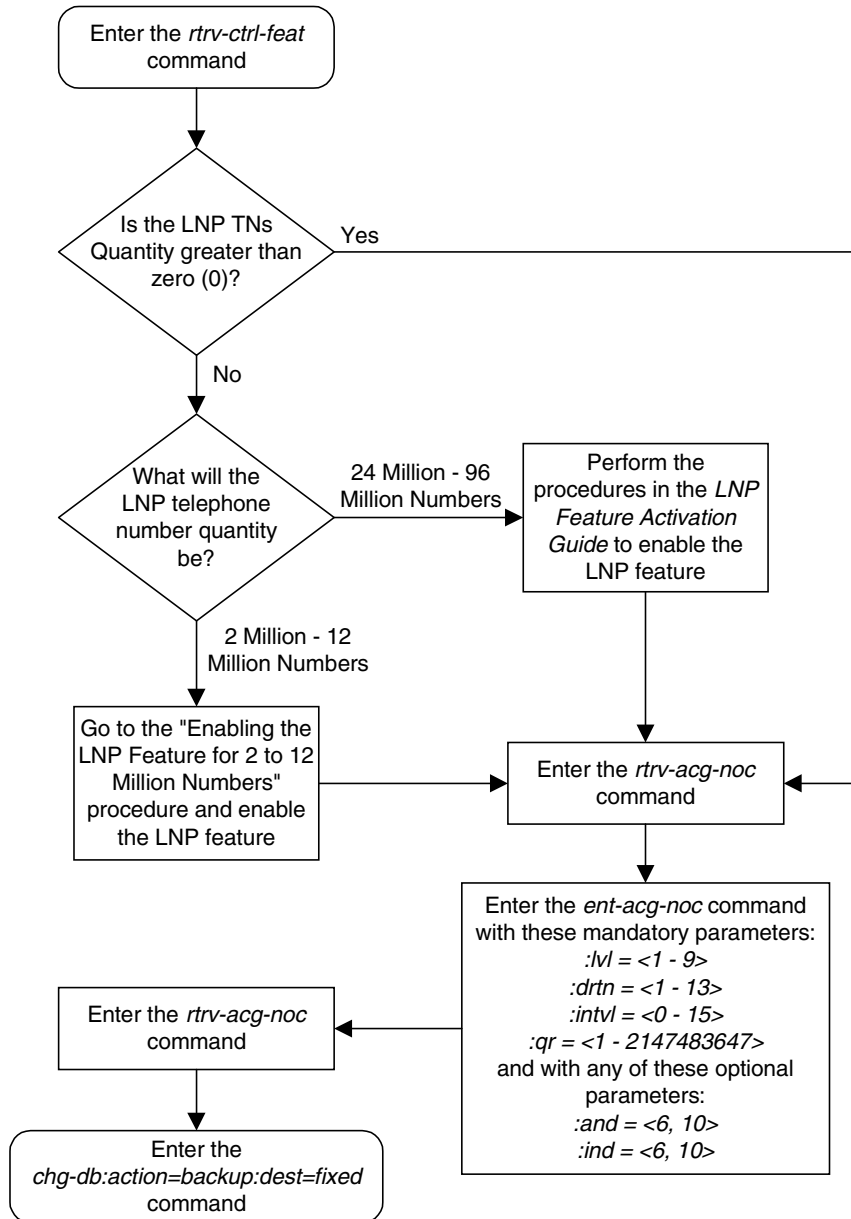 Enter the rtrv-ctrl-feat
command
Is the LNP TNs
Quantity greater than
zero (0)?
Yes
No
What will the
LNP telephone
number quantity
be?
24 Million - 96
Million Numbers
Perform the
procedures in the LNP
Feature Activation
Guide to enable the
LNP feature
2 Million - 12
Million Numbers
Go to the "Enabling the
LNP Feature for 2 to 12
Million Numbers"
procedure and enable
the LNP feature
Enter the rtrv-acg-noc
command
Enter the ent-acg-noc command
with these mandatory parameters:
:lvl = <1 - 9>
:drtn = <1 - 13>
:intvl = <0 - 15>
:qr = <1 - 2147483647>
and with any of these optional
parameters:
:and = <6, 10>
:ind = <6, 10>
Enter the rtrv-acg-noc
command
Enter the
chg-db:action=backup:dest=fixed
command